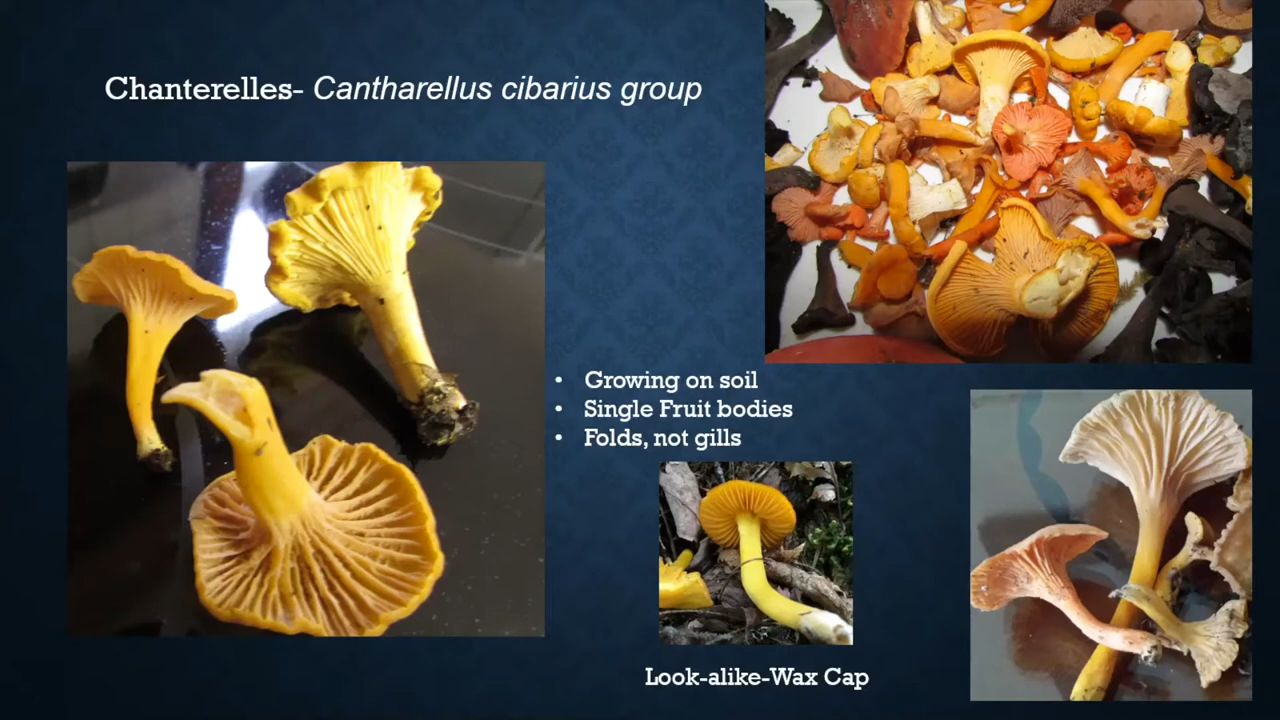 Chanterelles- Cantharellus cibarius group
• Growing on soil
• Single Fruit bodies
• Folds, not gills
Look-alike-Wax Cap